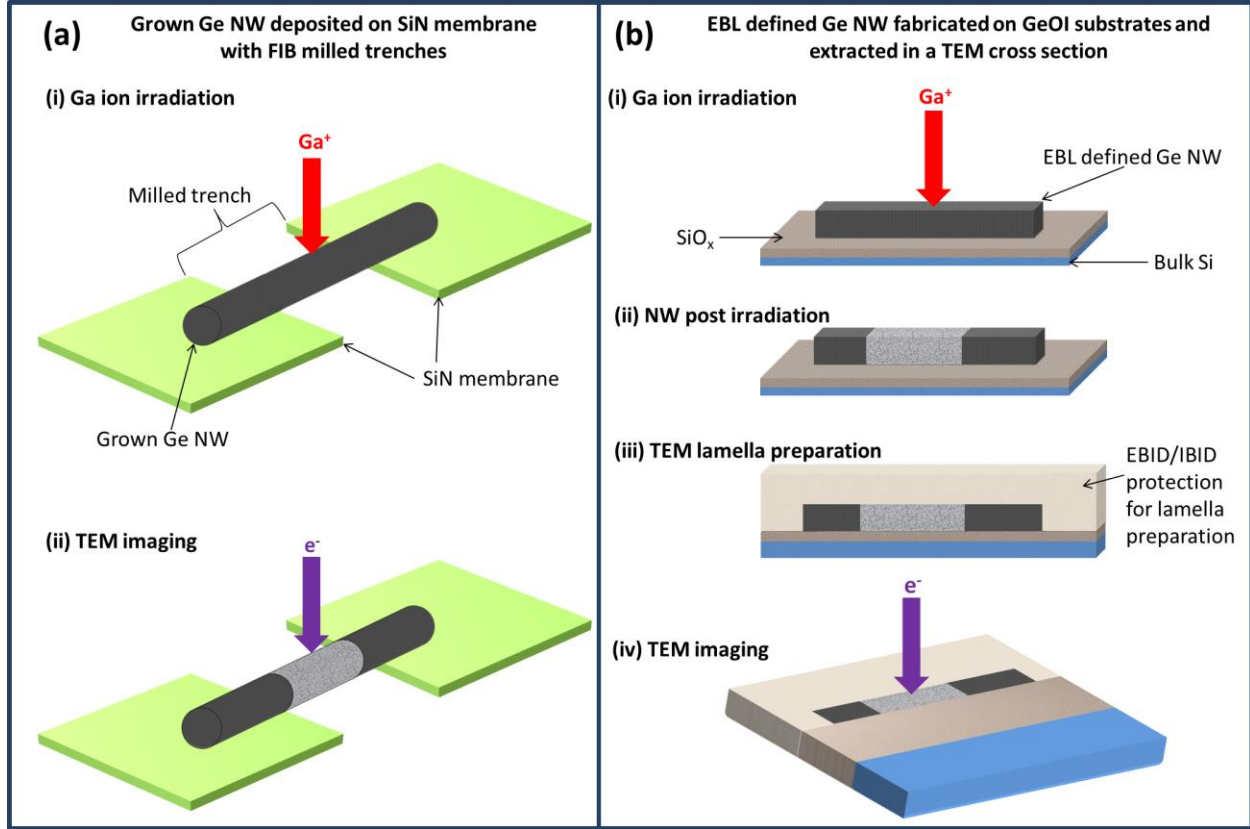 (a)
Grown Ge NW deposited on SiN membrane
with FIB milled trenches
(i) Ga ion irradiation
Ga⁺
Milled trench
SiN membrane
Grown Ge NW
(ii) TEM imaging
e⁻
(b)
EBL defined Ge NW fabricated on GeOI substrates and
extracted in a TEM cross section
(i) Ga ion irradiation
Ga⁺
EBL defined Ge NW
SiOₓ
Bulk Si
(ii) NW post irradiation
(iii) TEM lamella preparation
EBID/IBID
protection
for lamella
preparation
e⁻
(iv) TEM imaging